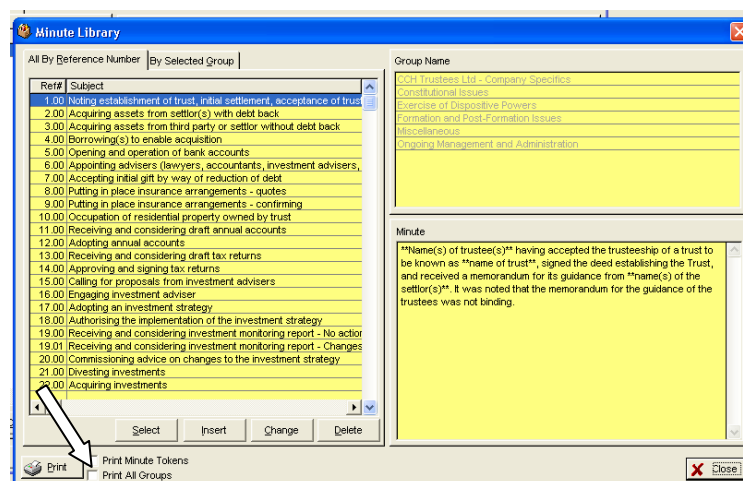 Minute Library
All By Reference Number By Selected Group
Ref# Subject
1.00 Noting establishment of trust, initial settlement, acceptance of trust
2.00 Acquiring assets from settlor(s) with debt back
3.00 Acquiring assets from third party or settlor without debt back
4.00 Borrowing(s) to enable acquisition
5.00 Opening and operation of bank accounts
6.00 Appointing advisers (lawyers, accountants, investment advisers,
7.00 Accepting initial gift by way of reduction of debt
8.00 Putting in place insurance arrangements - quotes
9.00 Putting in place insurance arrangements - confirming
10.00 Occupation of residential property owned by trust
11.00 Receiving and considering draft annual accounts
12.00 Adopting annual accounts
13.00 Receiving and considering draft tax returns
14.00 Approving and signing tax returns
15.00 Calling for proposals from investment advisers
16.00 Engaging investment adviser
17.00 Adopting an investment strategy
18.00 Authorising the implementation of the investment strategy
19.00 Receiving and considering investment monitoring report - No action
19.01 Receiving and considering investment monitoring report - Changes
20.00 Commissioning advice on changes to the investment strategy
21.00 Divesting investments
22.00 Acquiring investments
Select Insert Change Delete
Print
Print Minute Tokens
Print All Groups
Group Name
CCH Trustees Ltd - Company Specifics
Constitutional Issues
Exercise of Dispositive Powers
Formation and Post-Formation Issues
Miscellaneous
Ongoing Management and Administration
Minute
**Name(s) of trustee(s)** having accepted the trusteeship of a trust to
be known as **name of trust**, signed the deed establishing the Trust,
and received a memorandum for its guidance from **name(s) of the
settlor(s)**. It was noted that the memorandum for the guidance of the
trustees was not binding.
Close